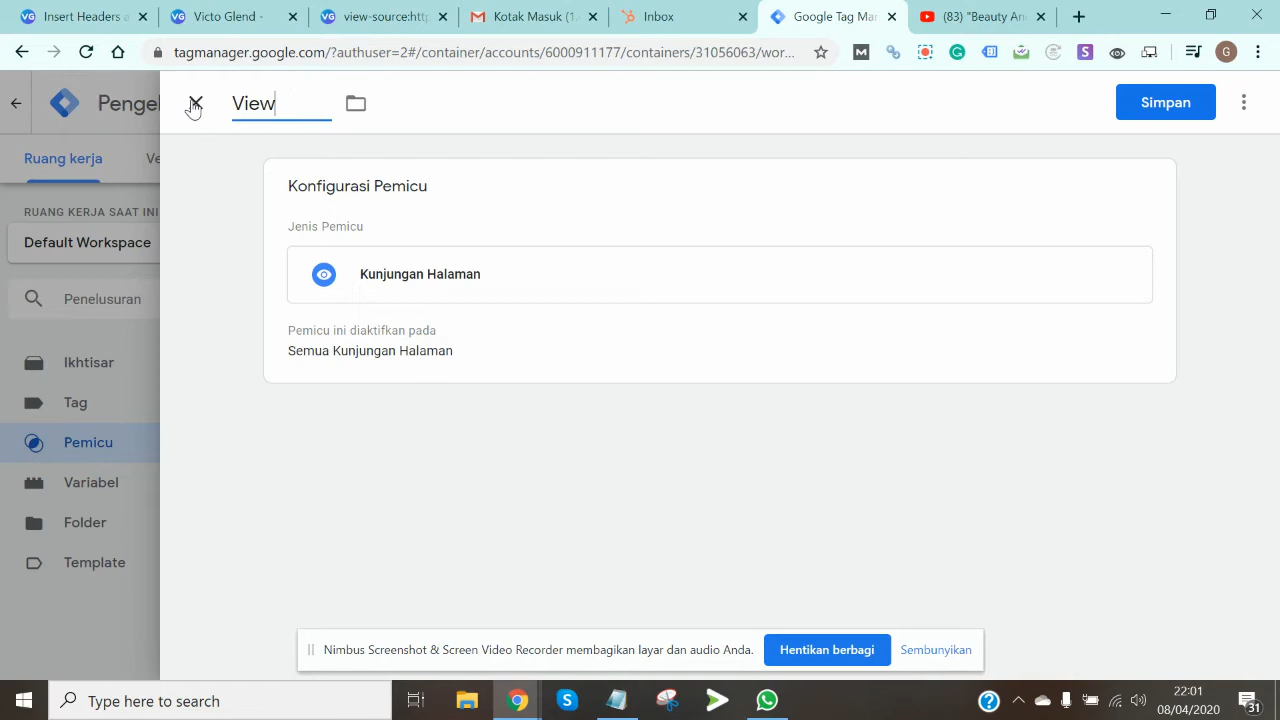 Insert Headers a
Victo Glend -
view-source:http
Kotak Masuk (1.
Inbox
Google Tag Man
(83) "Beauty An
tagmanager.google.com/?authuser=2#/container/accounts/6000911177/containers/31056063/wor...
G
Pengel
View
Simpan
Ruang kerja
Ve
Konfigurasi Pemicu
RUANG KERJA SAAT INI
Default Workspace
Jenis Pemicu
Kunjungan Halaman
Penelusuran
Pemicu ini diaktifkan pada
Semua Kunjungan Halaman
Ikhtisar
Tag
Pemicu
Variabel
Folder
Template
Nimbus Screenshot & Screen Video Recorder membagikan layar dan audio Anda.
Hentikan berbagi
Sembunyikan
Type here to search
22:01
08/04/2020
31